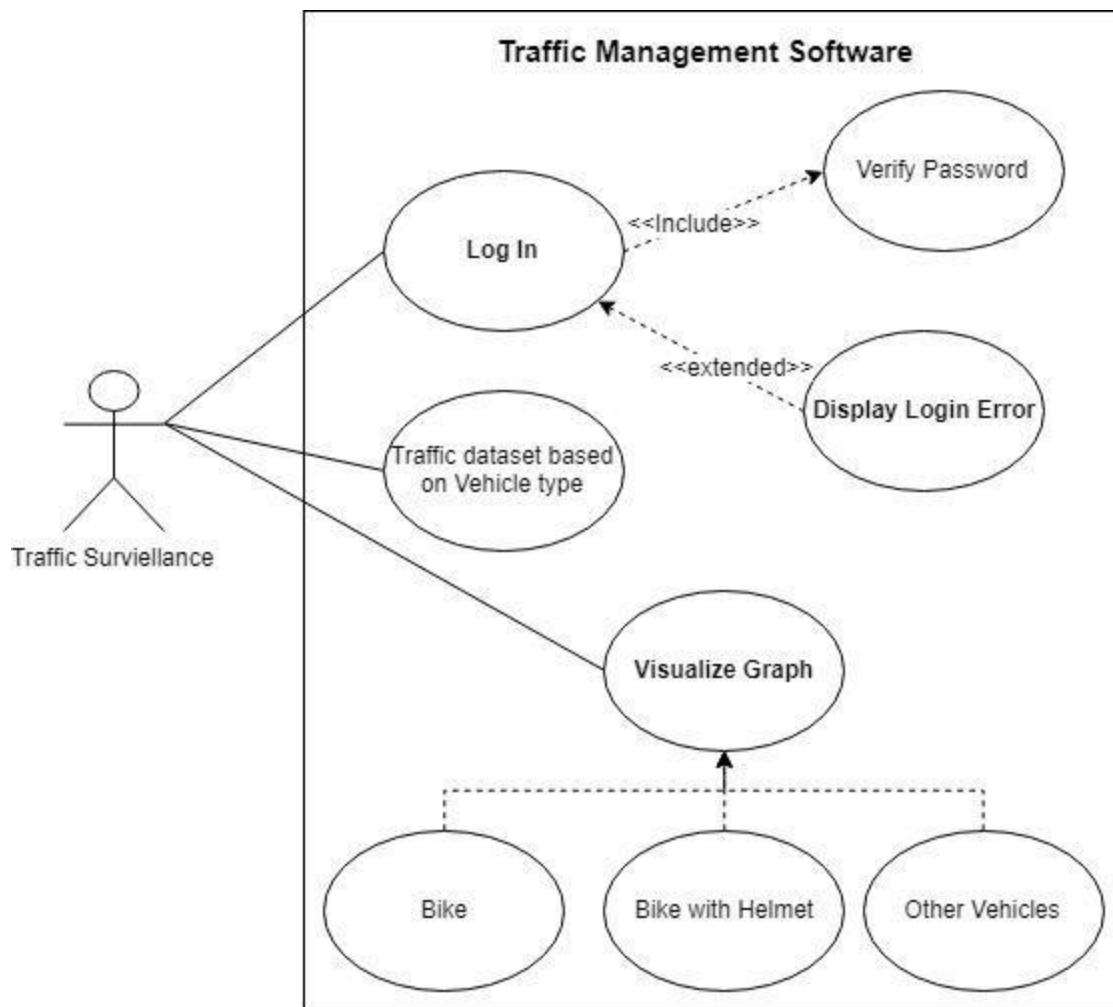 Traffic Management Software
Verify Password
<<Include>>
Log In
<<extended>>
Display Login Error
Traffic dataset based
on Vehicle type
Traffic Surviellance
Visualize Graph
Bike
Bike with Helmet
Other Vehicles